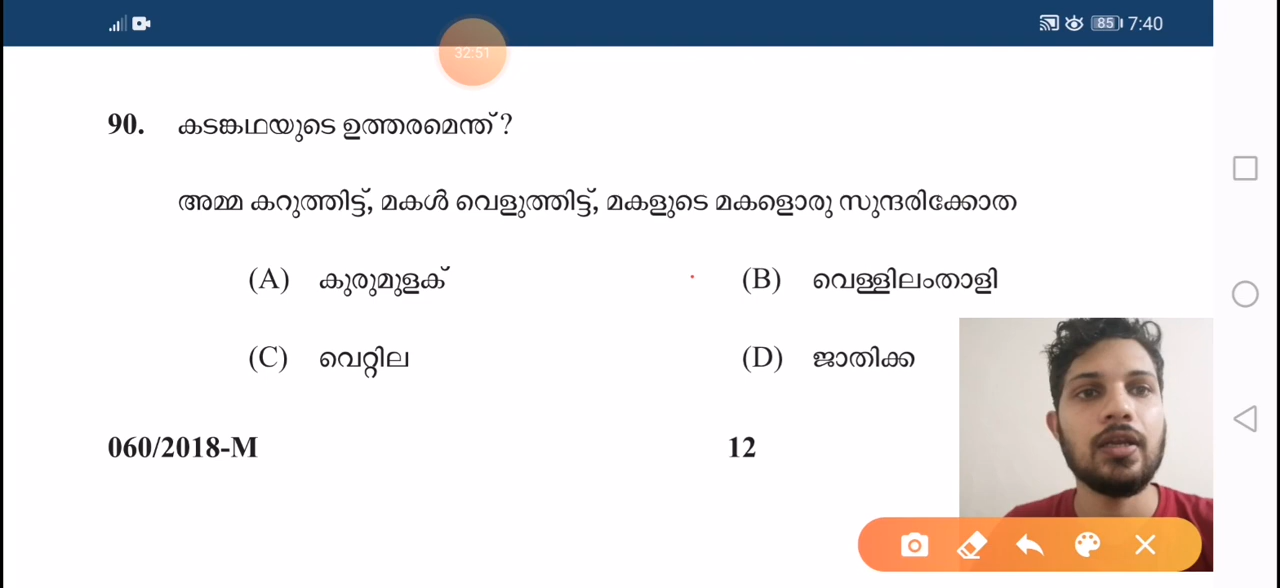 85 7:40
32:51
90. കടങ്കഥയുടെ ഉത്തരമെന്ത് ?
അമ്മ കറുത്തിട്ട്, മകൾ വെളുത്തിട്ട്, മകളുടെ മകളൊരു സുന്ദരിക്കോത
(A) കുരുമുളക് (B) വെള്ളിലംതാളി
(C) വെറ്റില (D) ജാതിക്ക
060/2018-M 12